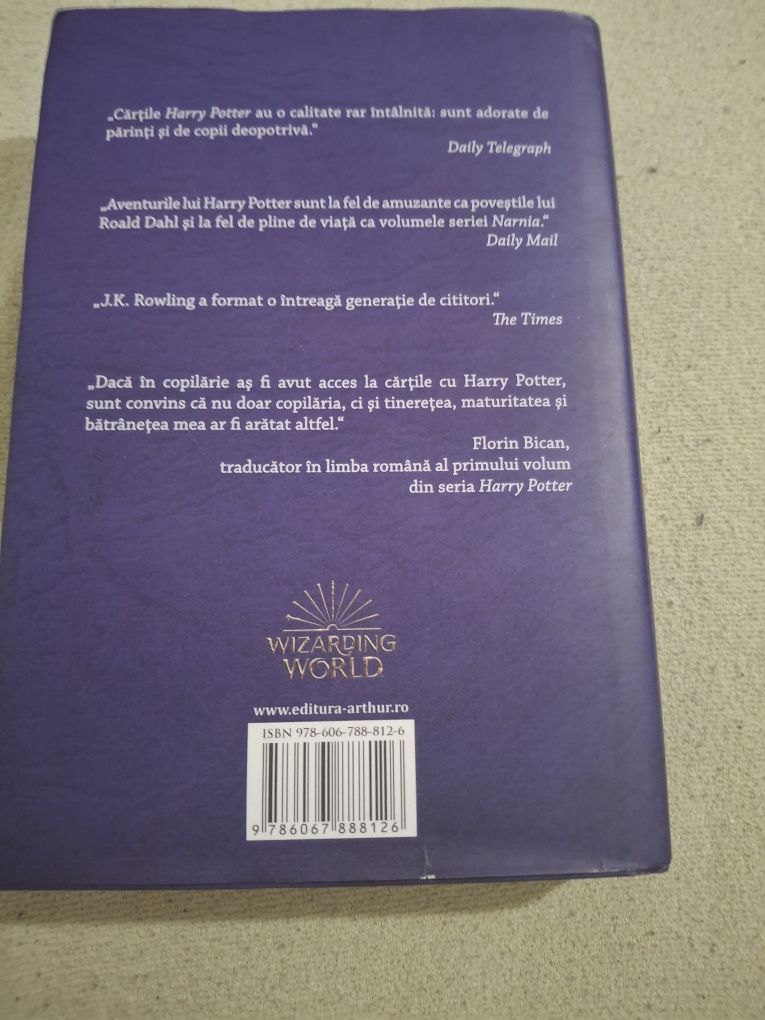 „Cărțile Harry Potter au o calitate rar întâlnită: sunt adorate de
părinți și de copii deopotrivă.“
Daily Telegraph
„Aventurile lui Harry Potter sunt la fel de amuzante ca poveștile lui
Roald Dahl și la fel de pline de viață ca volumele seriei Narnia.“
Daily Mail
„J.K. Rowling a format o întreagă generație de cititori.“
The Times
„Dacă în copilărie aș fi avut acces la cărțile cu Harry Potter,
sunt convins că nu doar copilăria, ci și tinerețea, maturitatea și
bătrânețea mea ar fi arătat altfel.“
Florin Bican,
traducător în limba română al primului volum
din seria Harry Potter
WIZARDING
WORLD
www.editura-arthur.ro
ISBN 978-606-788-812-6
9 786067 888126